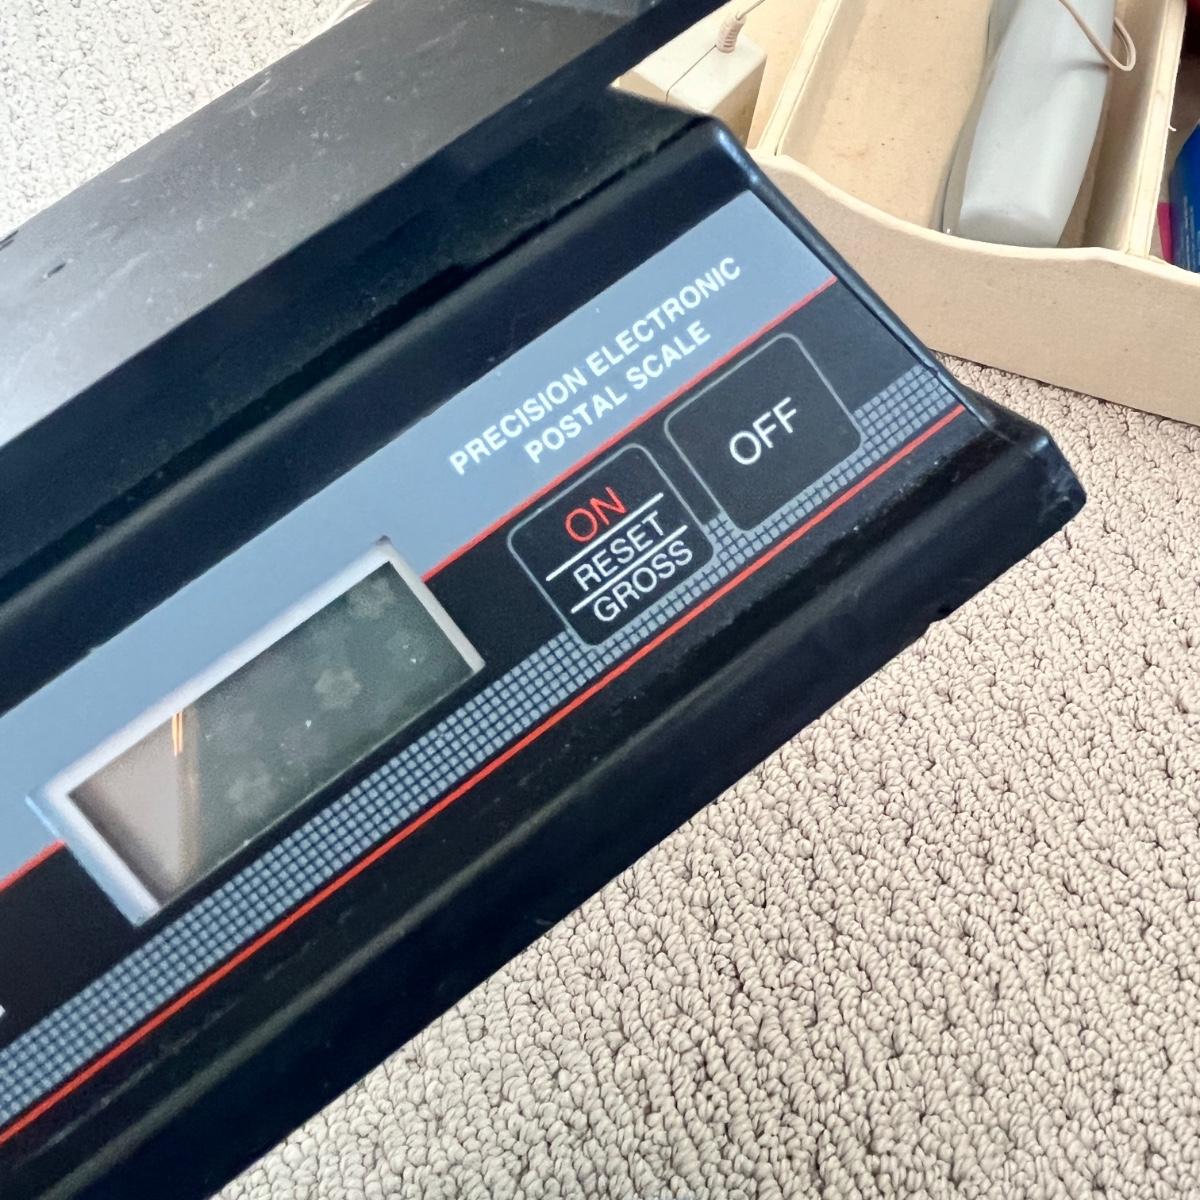 PRECISION ELECTRONIC
POSTAL SCALE
OFF
ON
RESET
GROSS